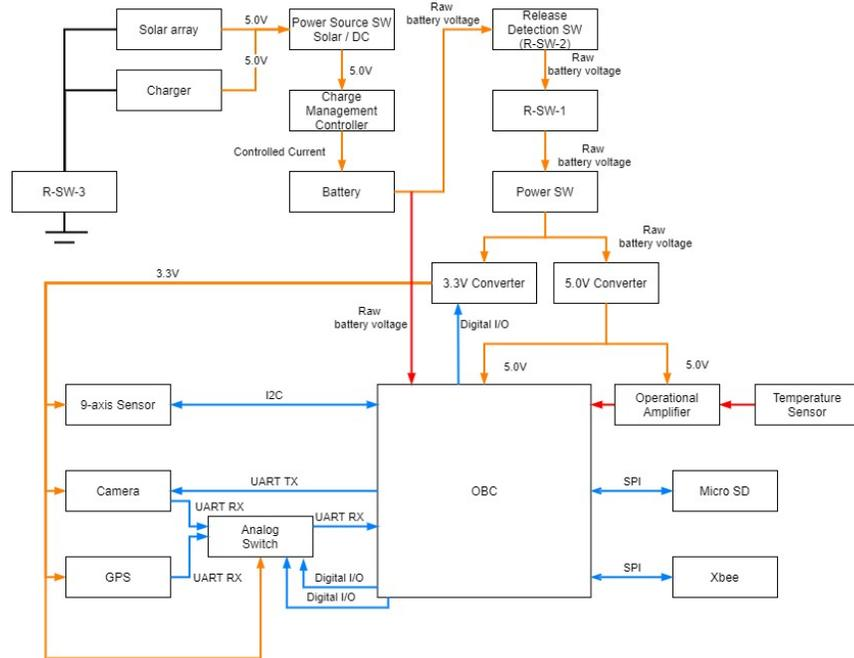 Solar array
5.0V
Power Source SW
Solar / DC
Raw
battery voltage
Release
Detection SW
(R-SW-2)
5.0V
Charger
5.0V
Raw
battery voltage
Charge
Management
Controller
R-SW-1
Controlled Current
Raw
battery voltage
R-SW-3
Battery
Power SW
Raw
battery voltage
3.3V
3.3V Converter
5.0V Converter
Raw
battery voltage
Digital I/O
5.0V
5.0V
9-axis Sensor
I2C
Operational
Amplifier
Temperature
Sensor
Camera
UART TX
OBC
SPI
Micro SD
UART RX
Analog
Switch
UART RX
GPS
UART RX
Digital I/O
Digital I/O
SPI
Xbee